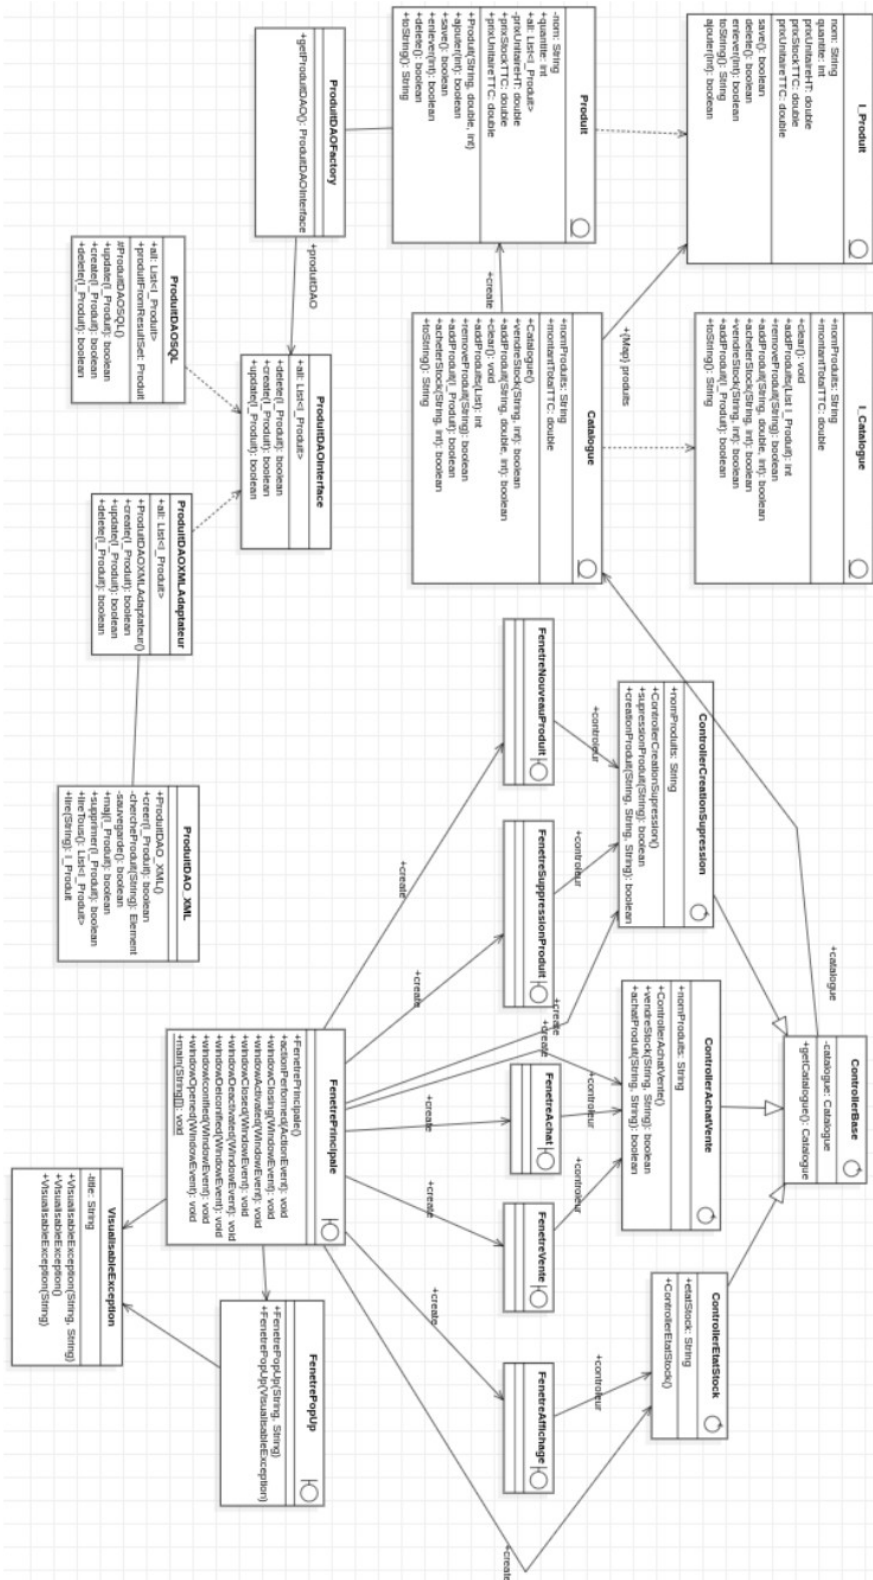 I_Produit
nom: String
quantite: int
prixUnitaireHT: double
prixStockTTC: double
prixUnitaireTTC: double
save(): boolean
delete(): boolean
enlever(int): boolean
toString(): String
ajouter(int): boolean
I_Catalogue
+nomProduits: String
+montantTotalTTC: double
+clear(): void
+addProduits(List I_Produit): int
+removeProduit(String): boolean
+addProduit(String, double, int): boolean
+acheterStock(String, int): boolean
+vendreStock(String, int): boolean
+addProduit(I_Produit): boolean
+toString(): String
ControllerBase
-catalogue: Catalogue
+getCatalogue(): Catalogue
+catalogue
+{Map} produits
ControllerCreationSupression
+nomProduits: String
+ControllerCreationSupression()
+supressionProduit(String): boolean
+creationProduit(String, String, String): boolean
ControllerAchatVente
+nomProduits: String
+ControllerAchatVente()
+vendreStock(String, String): boolean
+achatProduit(String, String): boolean
ControllerEtatStock
+etatStock: String
+ControllerEtatStock()
Produit
-nom: String
+quantite: int
+all: List<I_Produit>
-prixUnitaireHT: double
+prixStockTTC: double
+prixUnitaireTTC: double
+Produit(String, double, int)
+ajouter(int): boolean
+save(): boolean
+enlever(int): boolean
+delete(): boolean
+toString(): String
+create
Catalogue
+nomProduits: String
+montantTotalTTC: double
+Catalogue()
+vendreStock(String, int): boolean
+addProduit(String, double, int): boolean
+clear(): void
+addProduits(List): int
+removeProduit(String): boolean
+addProduit(I_Produit): boolean
+acheterStock(String, int): boolean
+toString(): String
+controleur
+controleur
+controleur
+controleur
+controleur
FenetreNouveauProduit
FenetreSuppressionProduit
FenetreAchat
FenetreVente
FenetreAffichage
+create
+create
+create
+create
+create
+create
+create
+create
ProduitDAOFactory
+getProduitDAO(): ProduitDAOInterface
+produitDAO
ProduitDAOInterface
+all: List<I_Produit>
+delete(I_Produit): boolean
+create(I_Produit): boolean
+update(I_Produit): boolean
FenetrePrincipale
+FenetrePrincipale()
+actionPerformed(ActionEvent): void
+windowClosing(WindowEvent): void
+windowActivated(WindowEvent): void
+windowClosed(WindowEvent): void
+windowDeactivated(WindowEvent): void
+windowDeiconified(WindowEvent): void
+windowIconified(WindowEvent): void
+windowOpened(WindowEvent): void
+main(String[]): void
FenetrePopUp
+FenetrePopUp(String, String)
+FenetrePopUp(VisualisableException)
ProduitDAOSQL
+all: List<I_Produit>
+produitFromResultSet: Produit
#ProduitDAOSQL()
+update(I_Produit): boolean
+create(I_Produit): boolean
+delete(I_Produit): boolean
ProduitDAOXMLAdaptateur
+all: List<I_Produit>
+ProduitDAOXMLAdaptateur()
+create(I_Produit): boolean
+update(I_Produit): boolean
+delete(I_Produit): boolean
ProduitDAO_XML
+ProduitDAO_XML()
+creer(I_Produit): boolean
-chercheProduit(String): Element
-sauvegarde(): boolean
+maj(I_Produit): boolean
+supprimer(I_Produit): boolean
+lireTous(): List<I_Produit>
+lire(String): I_Produit
VisualisableException
-title: String
+VisualisableException(String, String)
+VisualisableException()
+VisualisableException(String)